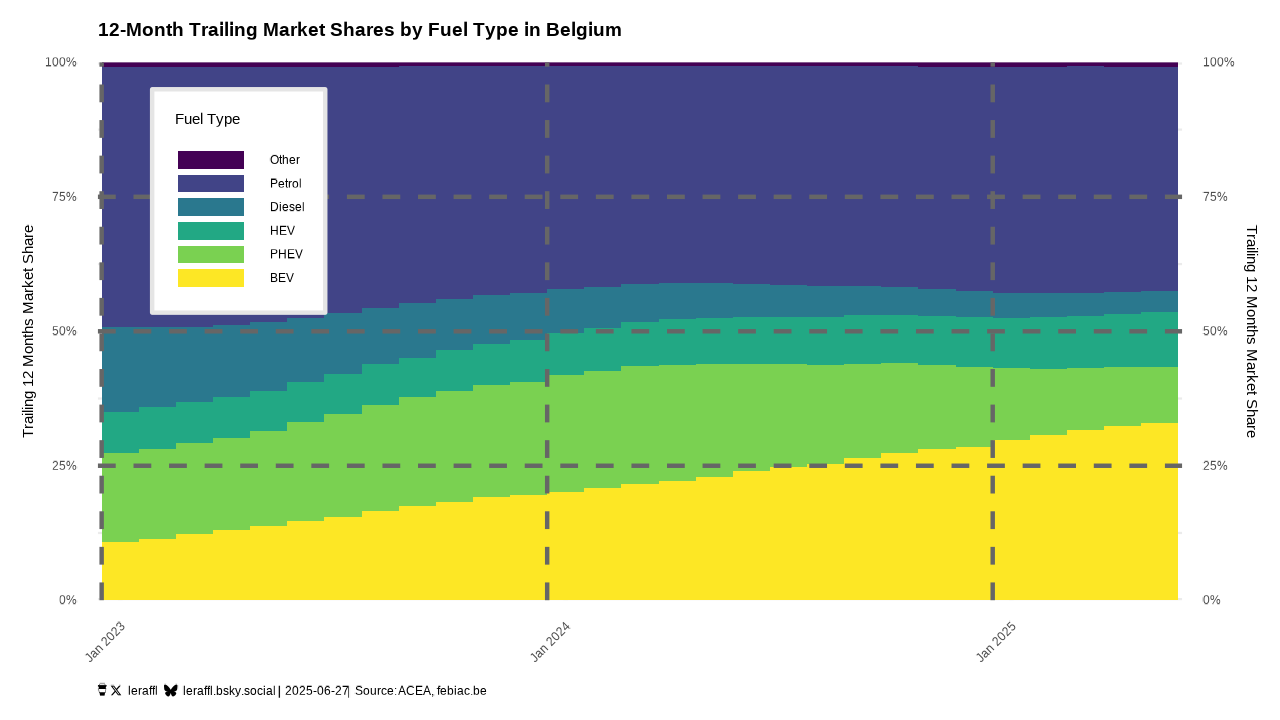 12-Month Trailing Market Shares by Fuel Type in Belgium
100%
100%
Fuel Type
Other
Petrol
Diesel
HEV
PHEV
BEV
75%
75%
50%
50%
25%
25%
0%
0%
Trailing 12 Months Market Share
Trailing 12 Months Market Share
Jan 2023
Jan 2024
Jan 2025
leraffl leraffl.bsky.social | 2025-06-27| Source: ACEA, febiac.be